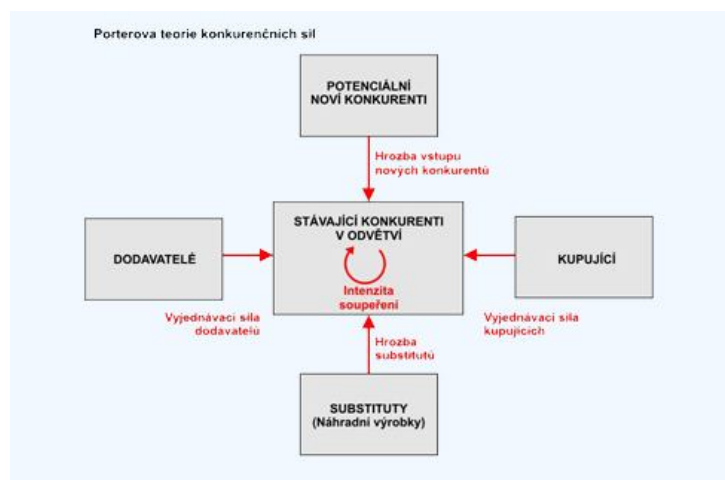 Porterova teorie konkurenčních sil
POTENCIÁLNÍ
NOVÍ KONKURENTI
Hrozba vstupu
nových konkurentů
STÁVAJÍCÍ KONKURENTI
V ODVĚTVÍ
Intenzita
soupeření
DODAVATELÉ
KUPUJÍCÍ
Vyjednávací síla
dodavatelů
Vyjednávací síla
kupujících
Hrozba
substitutů
SUBSTITUTY
(Náhradní výrobky)